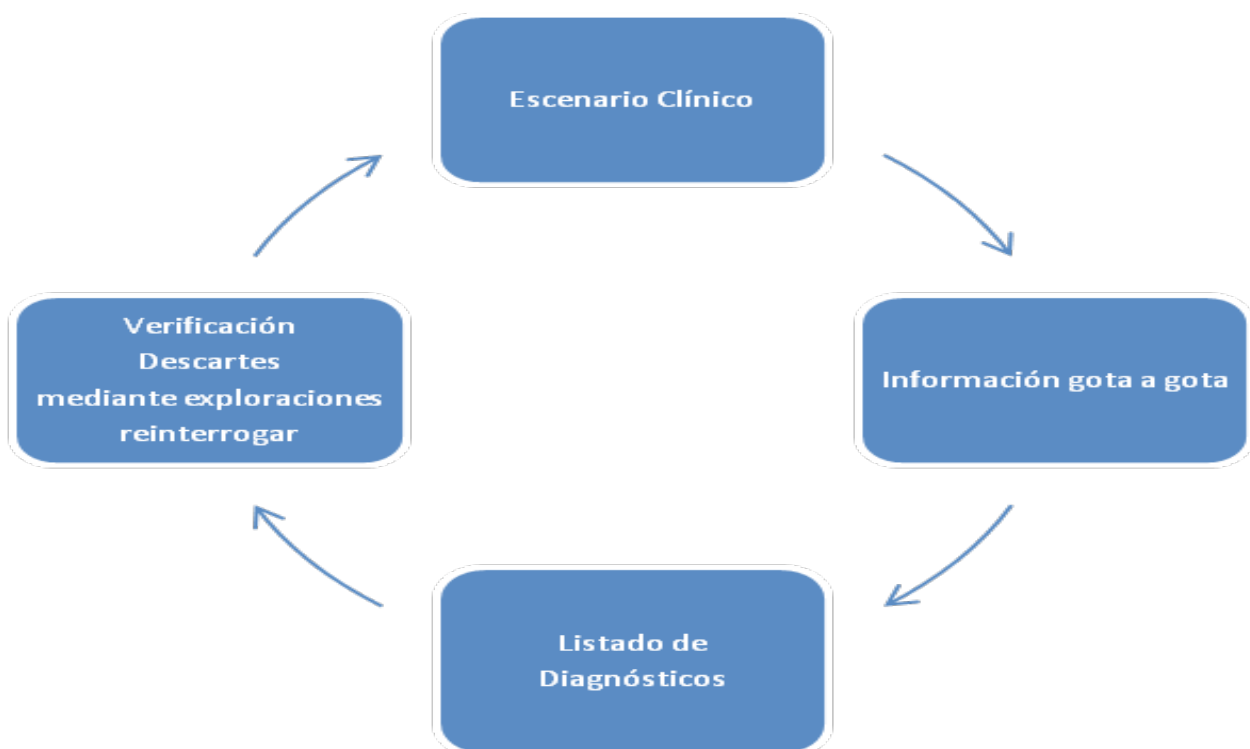 Escenario Clínico
Información gota a gota
Listado de
Diagnósticos
Verificación
Descartes
mediante exploraciones
reinterrogar